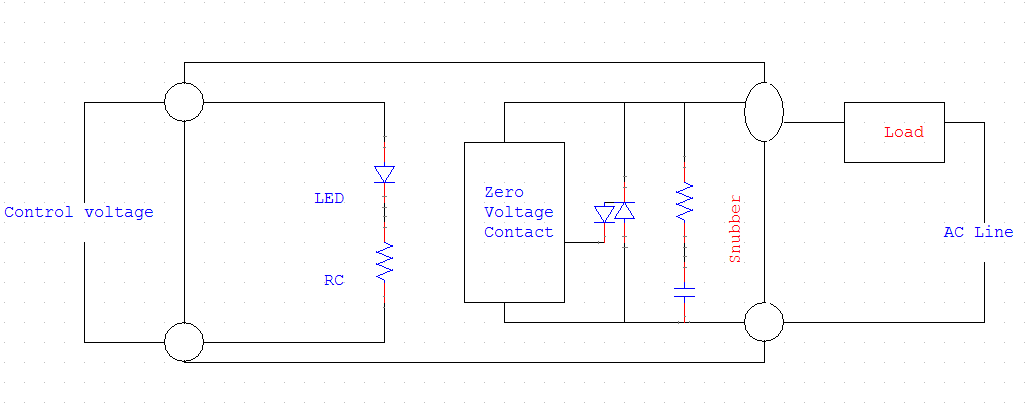 Control voltage
LED
RC
Zero
Voltage
Contact
Snubber
Load
AC Line